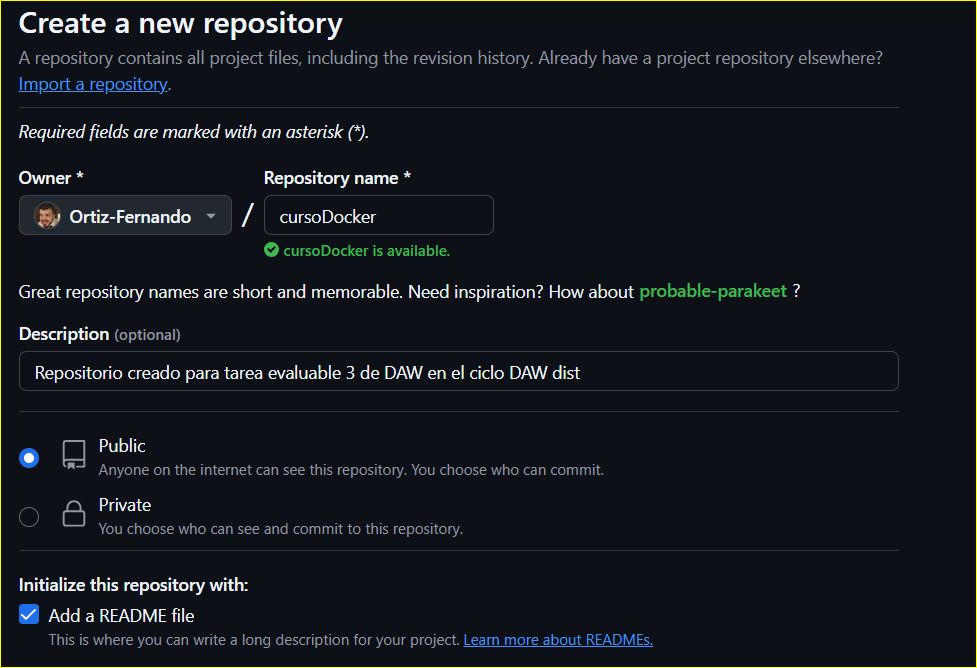 Create a new repository
A repository contains all project files, including the revision history. Already have a project repository elsewhere?
Import a repository.
Required fields are marked with an asterisk (*).
Owner *
Repository name *
Ortiz-Fernando
/
cursoDocker
cursoDocker is available.
Great repository names are short and memorable. Need inspiration? How about probable-parakeet ?
Description (optional)
Repositorio creado para tarea evaluable 3 de DAW en el ciclo DAW dist
Public
Anyone on the internet can see this repository. You choose who can commit.
Private
You choose who can see and commit to this repository.
Initialize this repository with:
Add a README file
This is where you can write a long description for your project. Learn more about READMEs.